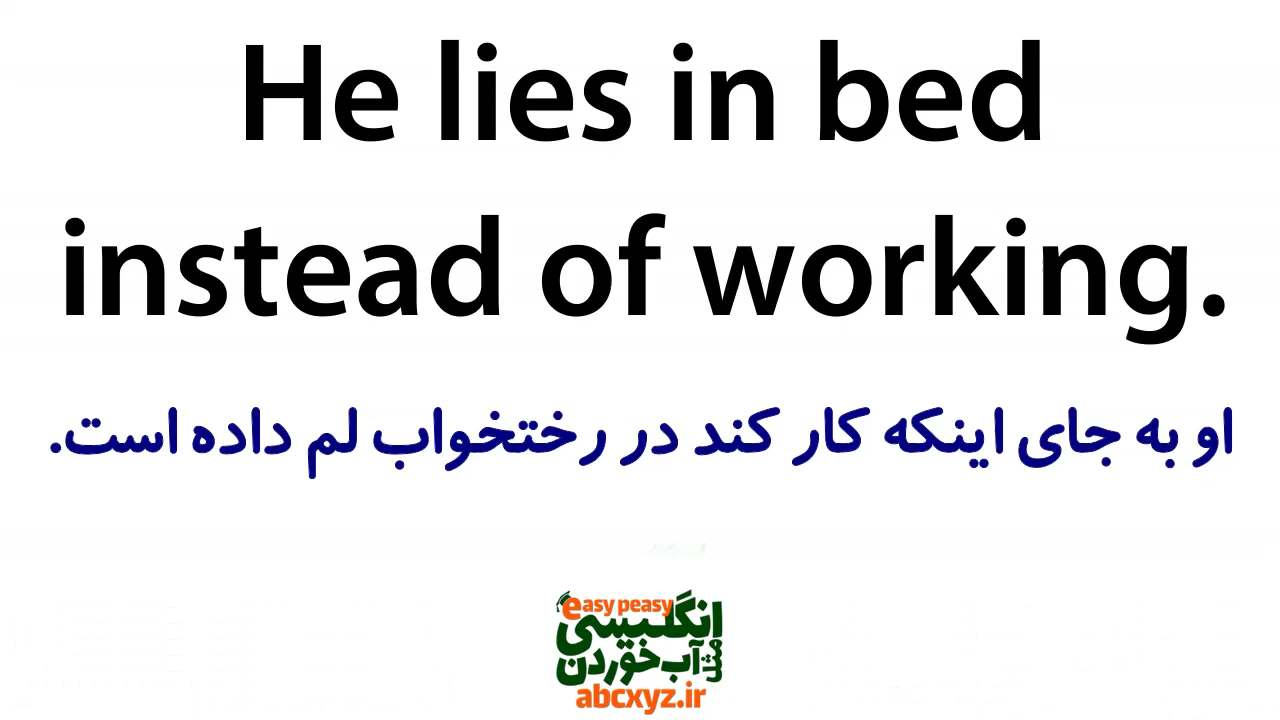 He lies in bed
instead of working.
او به جای اینکه کار کند در رختخواب لم داده است.
easy peasy
انگلیسی
مثل آب خوردن
abcxyz.ir